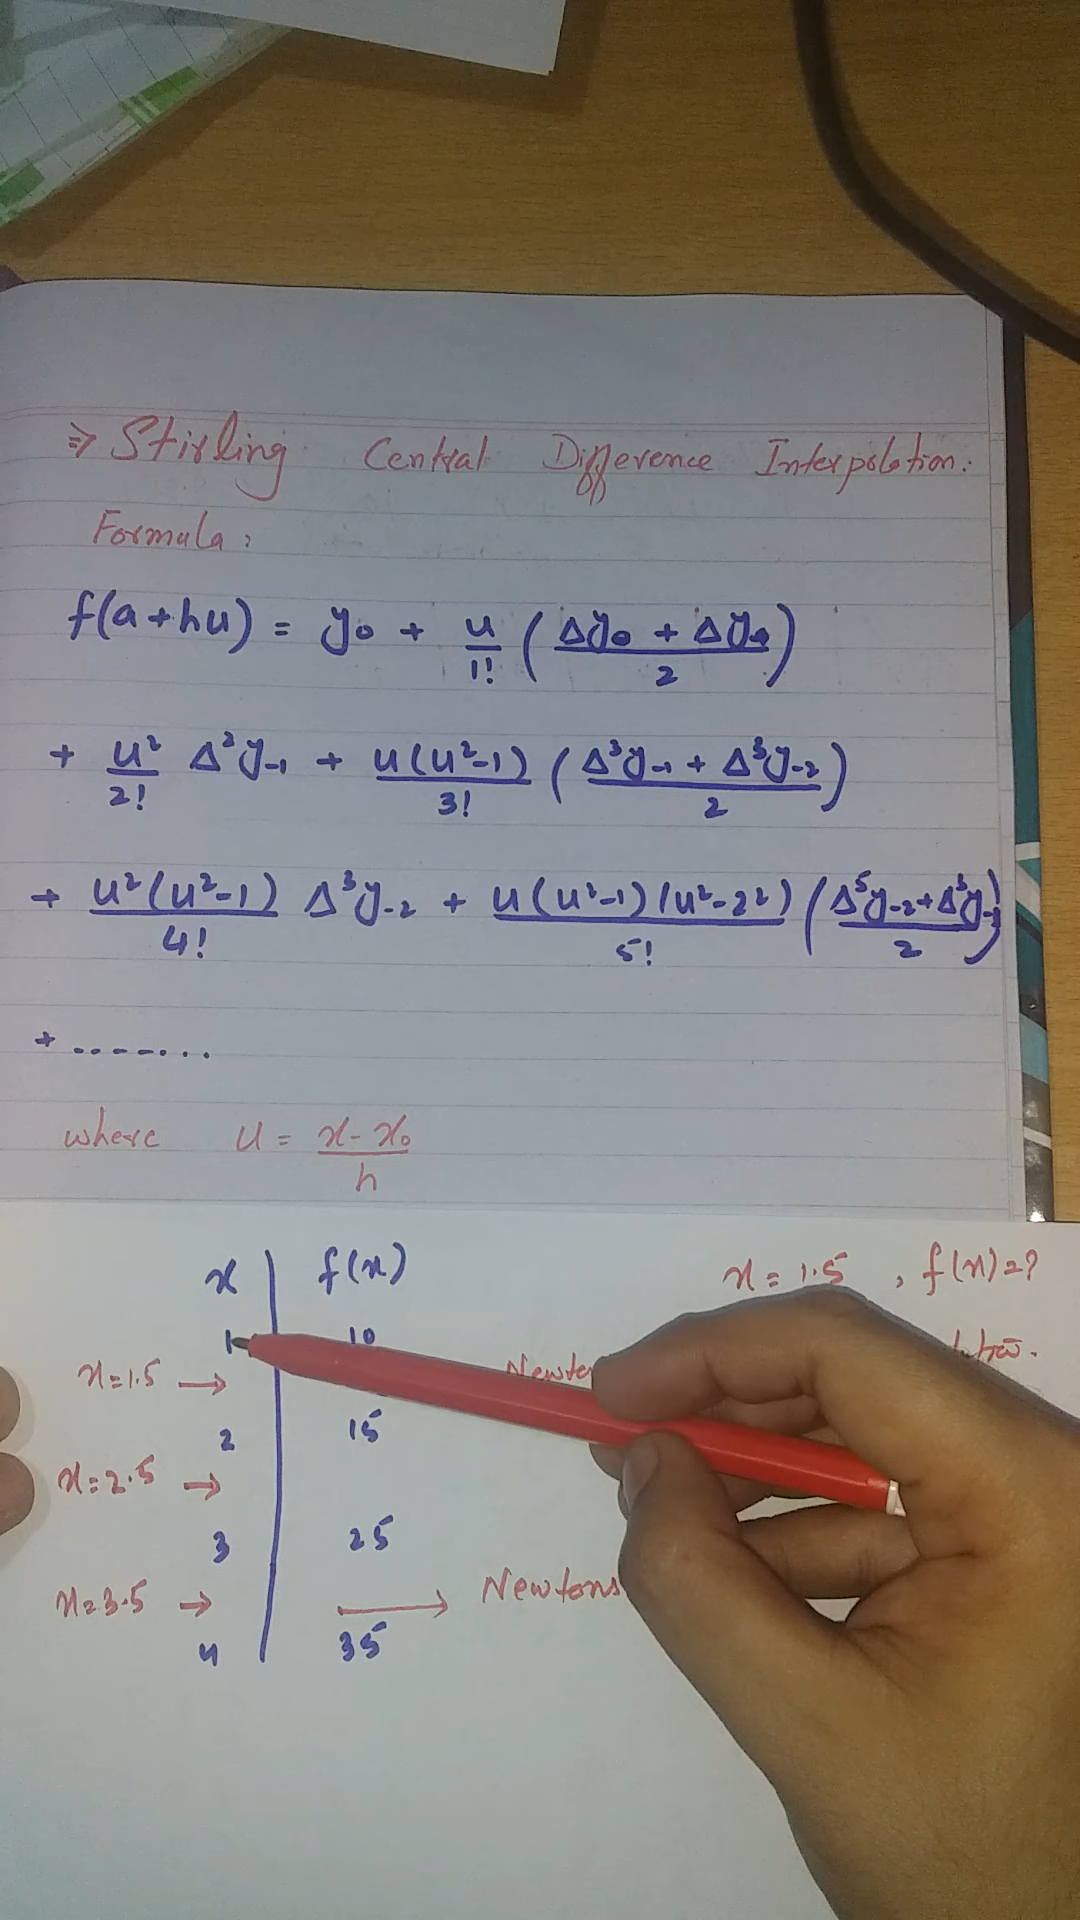 ⇒ Stirling Central Difference Interpolation.
Formula:
f(a+hu) = y₀ + u/1! ((Δy₀ + Δy₋₁)/2)
+ u²/2! Δ²y₋₁ + u(u²-1)/3! ((Δ³y₋₁ + Δ³y₋₂)/2)
+ u²(u²-1)/4! Δ³y₋₂ + u(u²-1)(u²-2²)/5! ((Δ⁵y₋₂ + Δ⁵y₋₃)/2)
+ .......
where u = (x - x₀)/h
x | f(x)
x = 1.5, f(x) = ?
1 | 10
x=1.5 →
2 | 15
x=2.5 →
3 | 25
x=3.5 → → Newtons
4 | 35